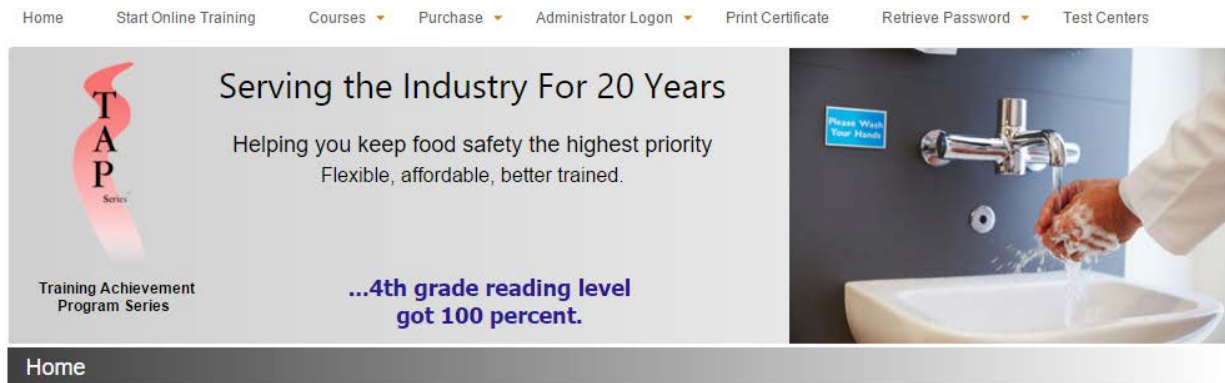 Home Start Online Training Courses Purchase Administrator Logon Print Certificate Retrieve Password Test Centers
TAP
Series
Training Achievement
Program Series
Serving the Industry For 20 Years
Helping you keep food safety the highest priority
Flexible, affordable, better trained.
...4th grade reading level
got 100 percent.
Please Wash
Your Hands
Home